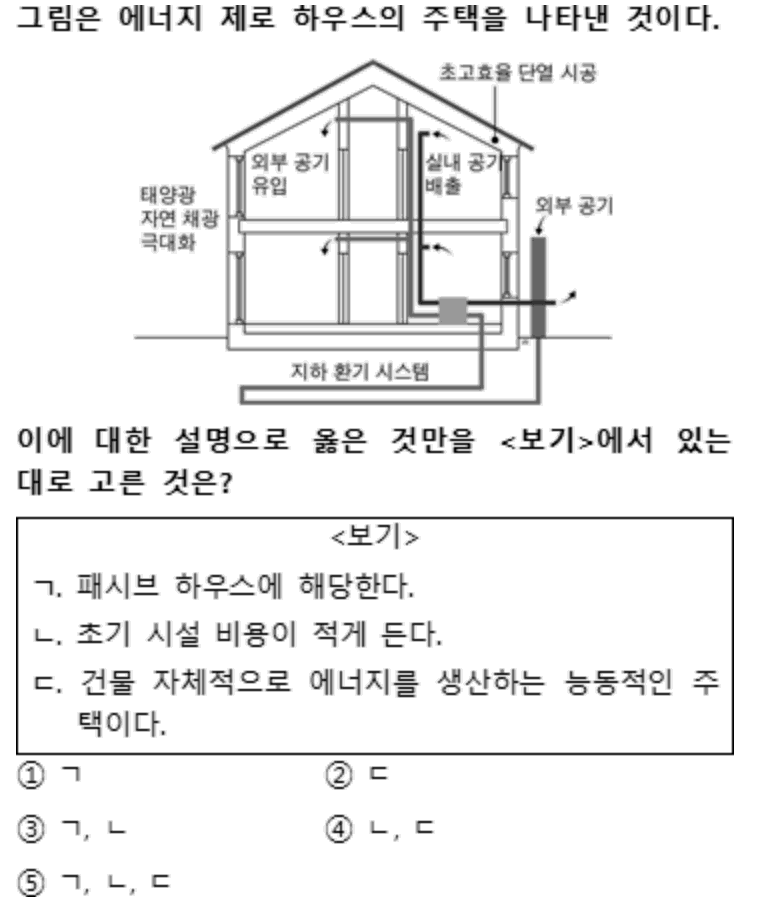 그림은 에너지 제로 하우스의 주택을 나타낸 것이다.
초고효율 단열 시공
외부 공기
유입
실내 공기
배출
태양광
자연 채광
극대화
외부 공기
지하 환기 시스템
이에 대한 설명으로 옳은 것만을 <보기>에서 있는
대로 고른 것은?
<보기>
ㄱ. 패시브 하우스에 해당한다.
ㄴ. 초기 시설 비용이 적게 든다.
ㄷ. 건물 자체적으로 에너지를 생산하는 능동적인 주
택이다.
① ㄱ ② ㄷ
③ ㄱ, ㄴ ④ ㄴ, ㄷ
⑤ ㄱ, ㄴ, ㄷ